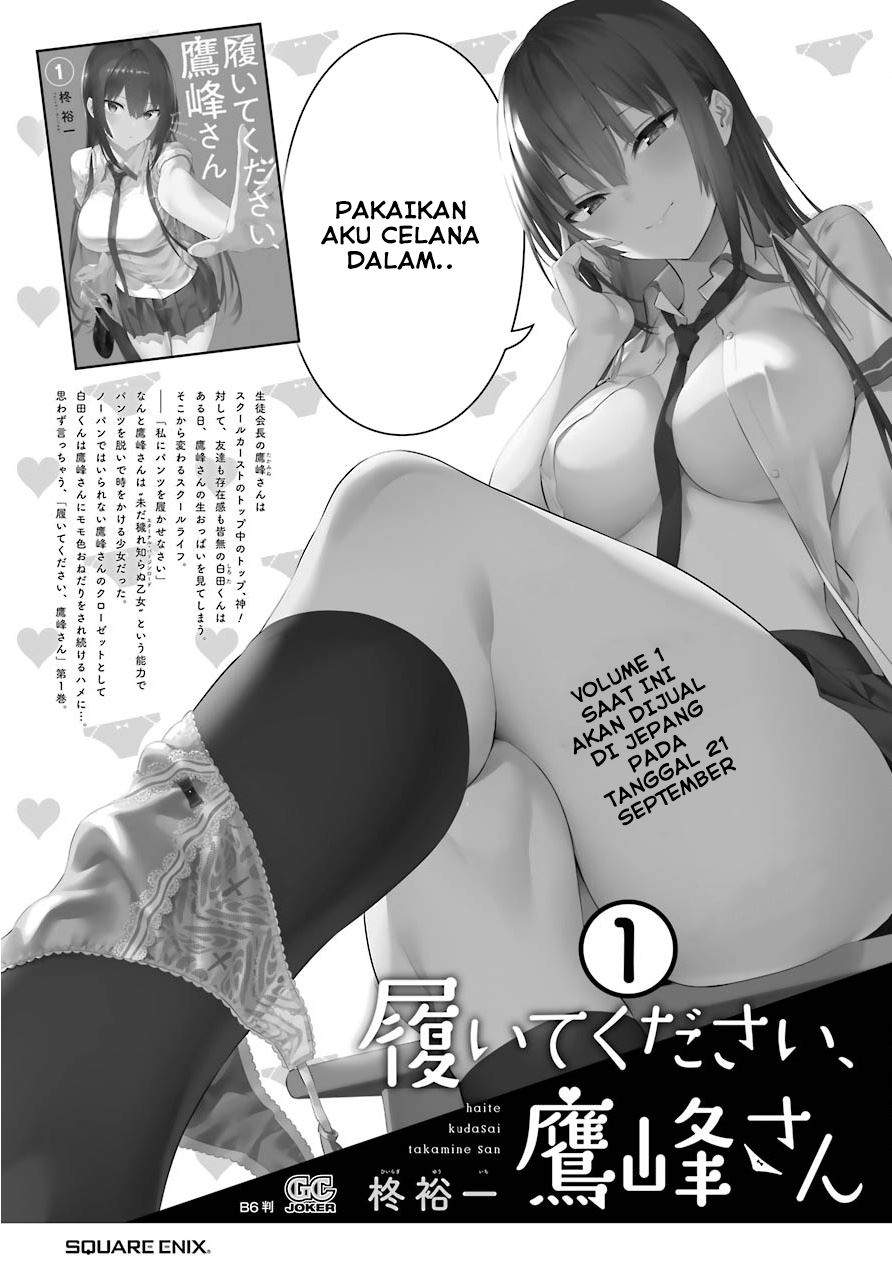 履いてください、
鷹峰さん
1
柊裕一
PAKAIKAN
AKU CELANA
DALAM..
生徒会長の鷹峰さんは
スクールカーストのトップ中のトップ、神!
対して、友達も存在感も皆無の白田くんは
ある日、鷹峰さんの生おっぱいを見てしまう。
そこから変わるスクールライフ。
――「私にパンツを履かせなさい」
なんと鷹峰さんは“未だ穢れ知らぬ乙女”という能力で
パンツを脱いで時をかける少女だった。
ノーパンではいられない鷹峰さんのクローゼットとして
白田くんは鷹峰さんにモモ色おねだりをされ続けるハメに…。
思わず言っちゃう、「履いてください、鷹峰さん」第1巻。
VOLUME 1
SAAT INI
AKAN DIJUAL
DI JEPANG
PADA
TANGGAL 21
SEPTEMBER
1
履いてください、
鷹峰さん
haite
kudasai
takamine san
B6判
GC
JOKER
柊裕一
SQUARE ENIX®